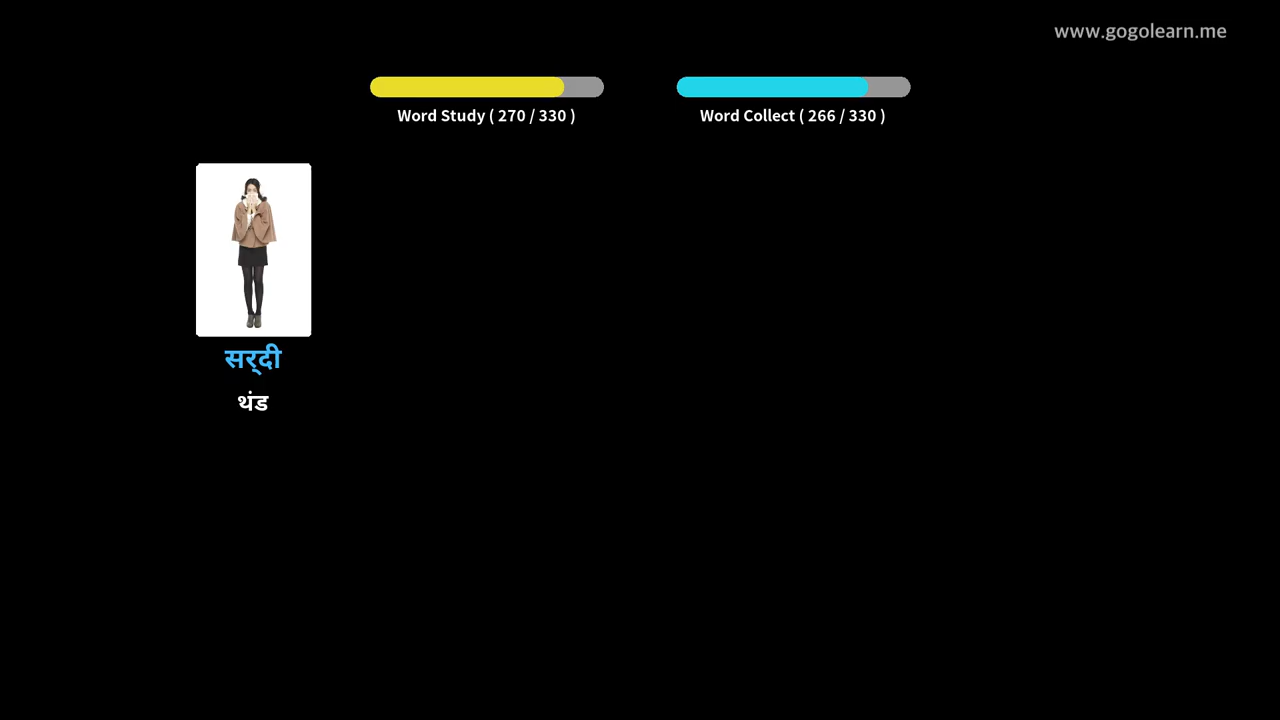 www.gogolearn.me
Word Study ( 270 / 330 )
Word Collect ( 266 / 330 )
सर्‌दी
थंड